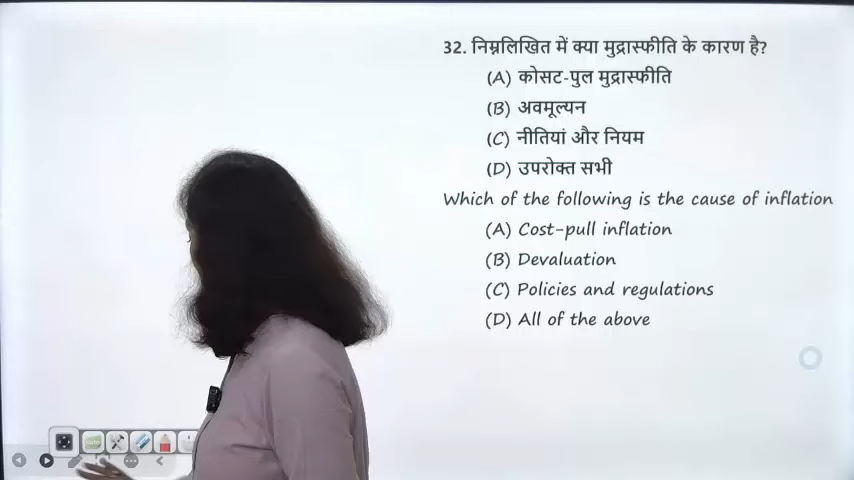 32. निम्नलिखित में क्या मुद्रास्फीति के कारण है?
(A) कोसट-पुल मुद्रास्फीति
(B) अवमूल्यन
(C) नीतियां और नियम
(D) उपरोक्त सभी
Which of the following is the cause of inflation
(A) Cost-pull inflation
(B) Devaluation
(C) Policies and regulations
(D) All of the above